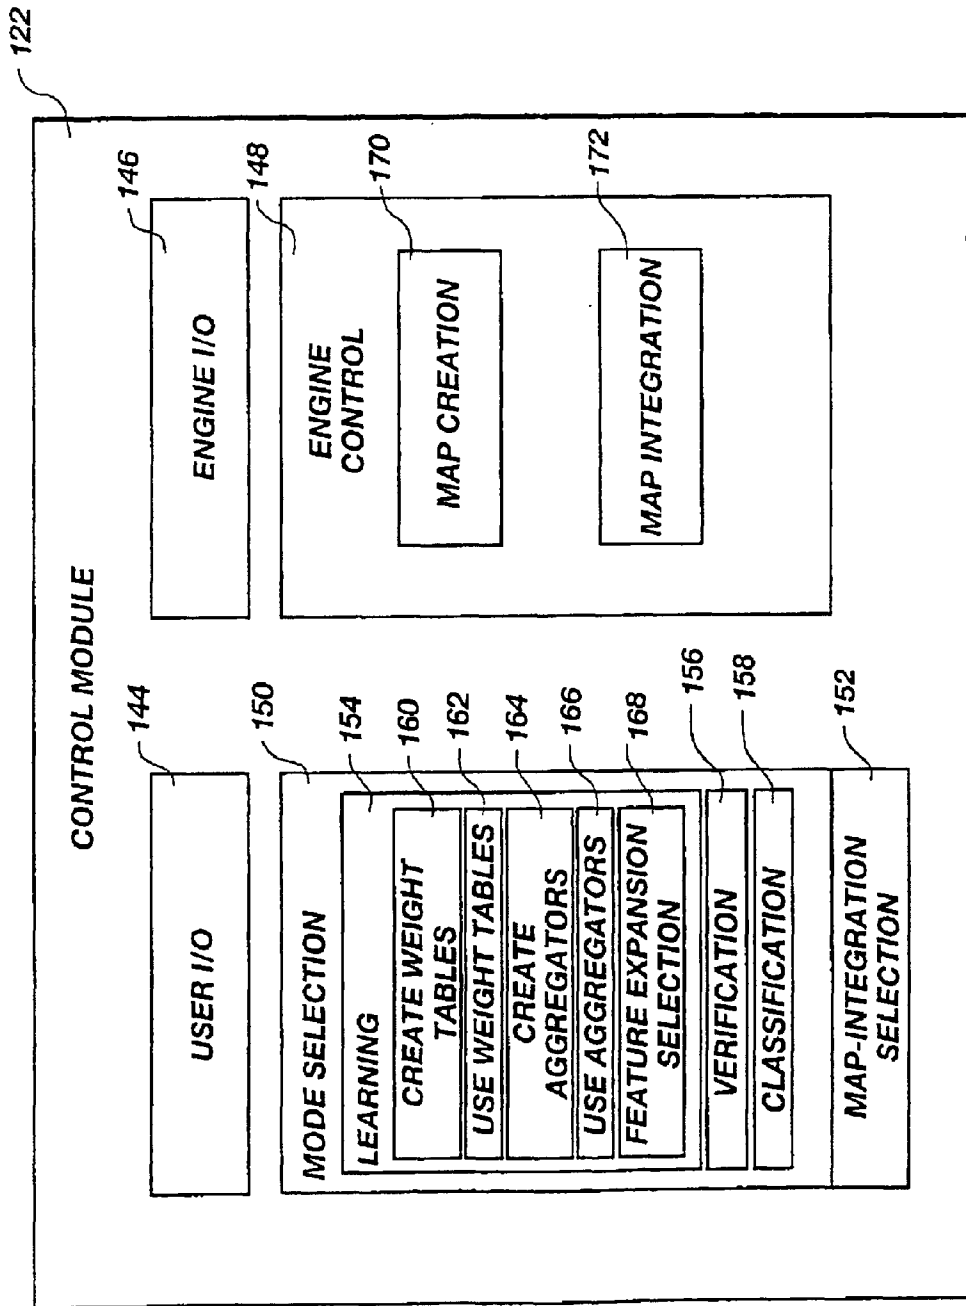 122
CONTROL MODULE
144
USER I/O
150
MODE SELECTION
154
LEARNING
160
CREATE WEIGHT
TABLES
162
USE WEIGHT TABLES
164
CREATE
AGGREGATORS
166
USE AGGREGATORS
168
FEATURE EXPANSION
SELECTION
156
VERIFICATION
158
CLASSIFICATION
152
MAP-INTEGRATION
SELECTION
146
ENGINE I/O
148
ENGINE
CONTROL
170
MAP CREATION
172
MAP INTEGRATION